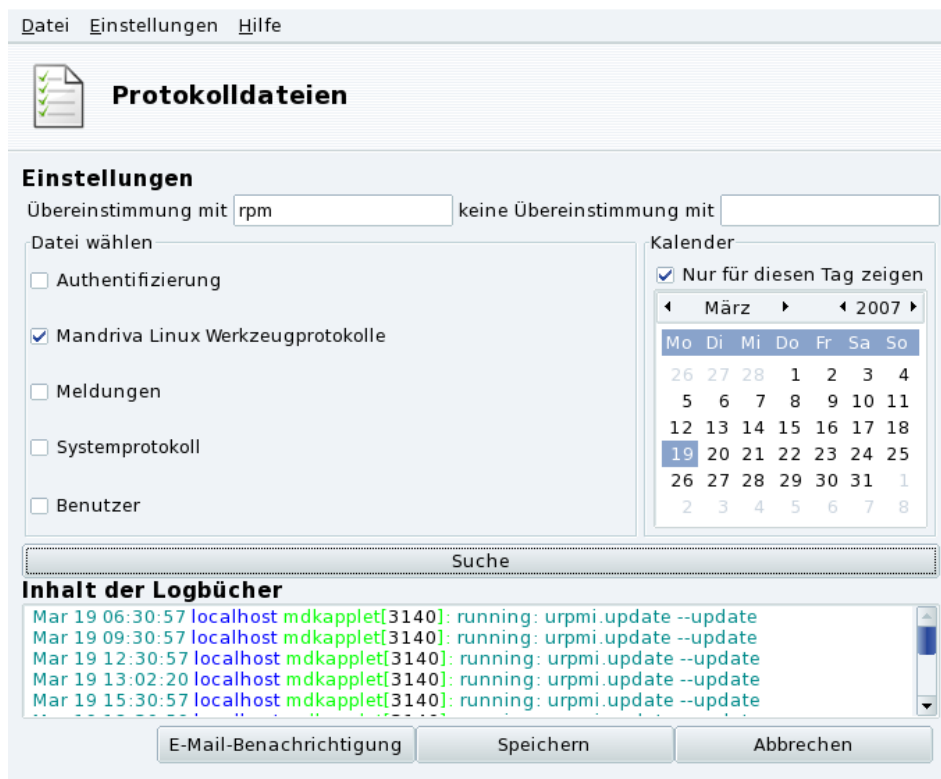 Datei Einstellungen Hilfe
Protokolldateien
Einstellungen
Übereinstimmung mit rpm keine Übereinstimmung mit
Datei wählen
Authentifizierung
Mandriva Linux Werkzeugprotokolle
Meldungen
Systemprotokoll
Benutzer
Kalender
Nur für diesen Tag zeigen
März 2007
Mo Di Mi Do Fr Sa So
26 27 28 1 2 3 4
5 6 7 8 9 10 11
12 13 14 15 16 17 18
19 20 21 22 23 24 25
26 27 28 29 30 31 1
2 3 4 5 6 7 8
Suche
Inhalt der Logbücher
Mar 19 06:30:57 localhost mdkapplet[3140]: running: urpmi.update --update
Mar 19 09:30:57 localhost mdkapplet[3140]: running: urpmi.update --update
Mar 19 12:30:57 localhost mdkapplet[3140]: running: urpmi.update --update
Mar 19 13:02:20 localhost mdkapplet[3140]: running: urpmi.update --update
Mar 19 15:30:57 localhost mdkapplet[3140]: running: urpmi.update --update
E-Mail-Benachrichtigung Speichern Abbrechen